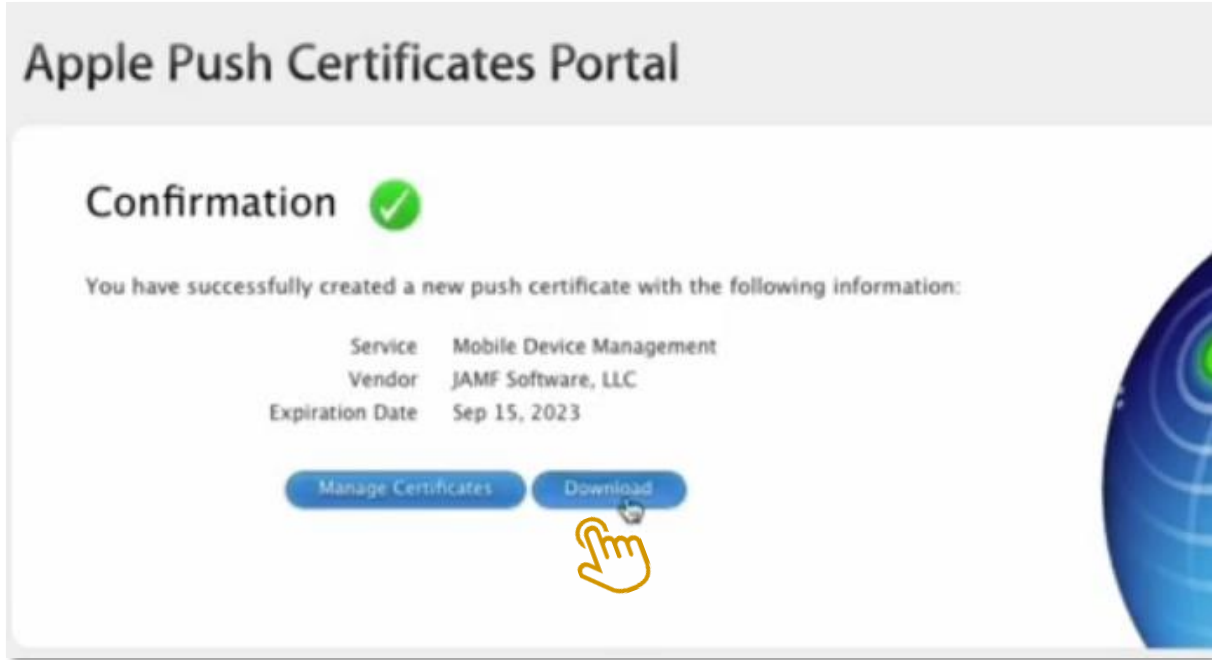 Apple Push Certificates Portal
Confirmation
You have successfully created a new push certificate with the following information:
Service Mobile Device Management
Vendor JAMF Software, LLC
Expiration Date Sep 15, 2023
Manage Certificates Download